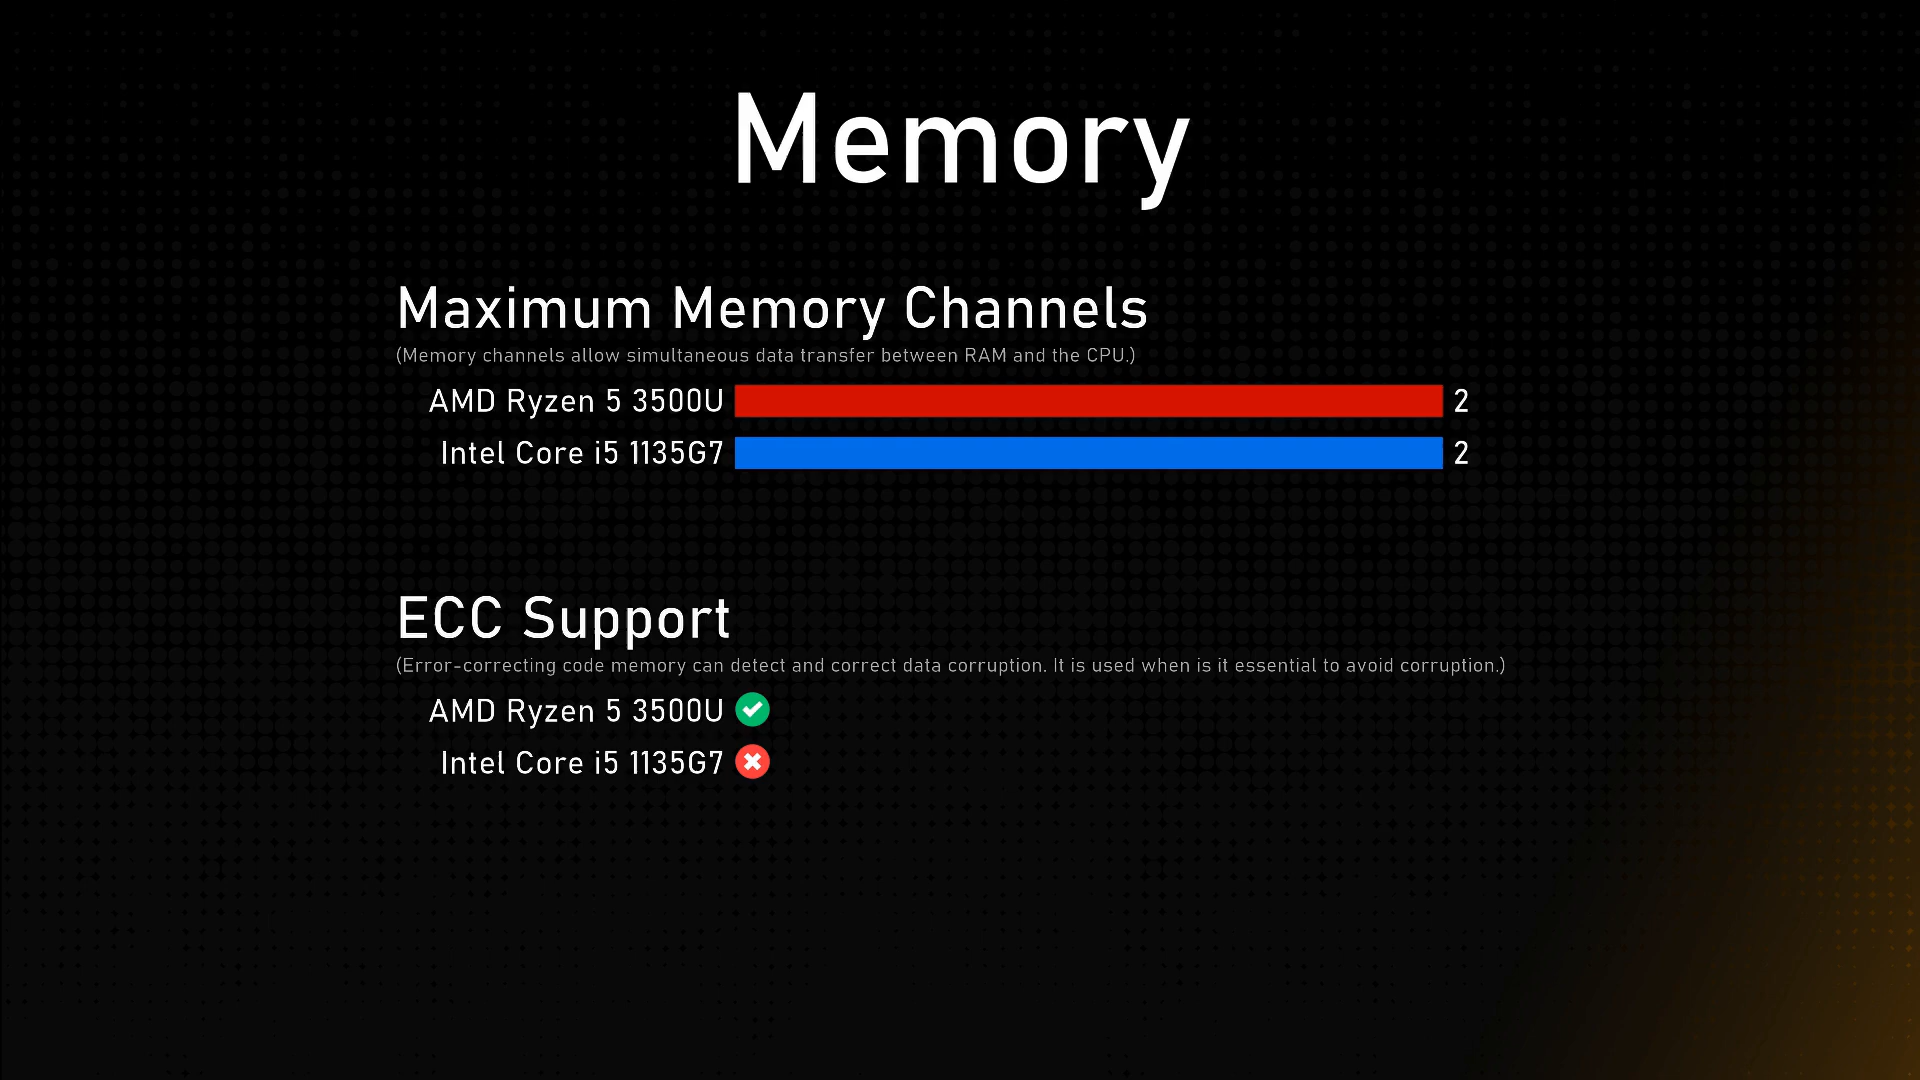 Memory
Maximum Memory Channels
(Memory channels allow simultaneous data transfer between RAM and the CPU.)
AMD Ryzen 5 3500U 2
Intel Core i5 1135G7 2
ECC Support
(Error-correcting code memory can detect and correct data corruption. It is used when is it essential to avoid corruption.)
AMD Ryzen 5 3500U
Intel Core i5 1135G7